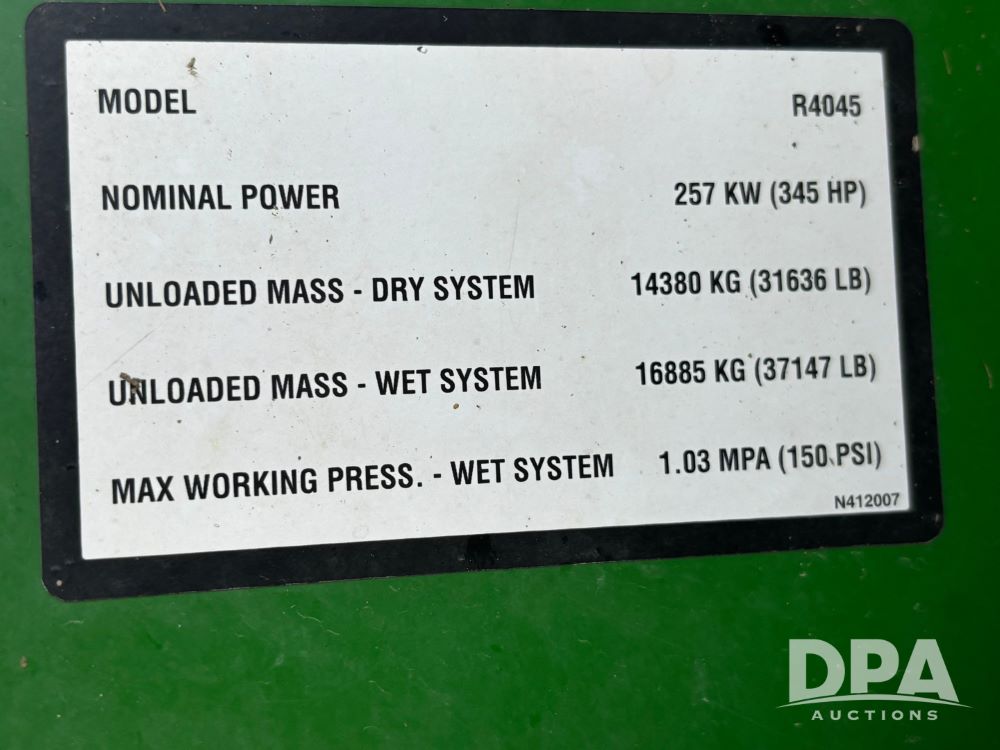 MODEL R4045
NOMINAL POWER 257 KW (345 HP)
UNLOADED MASS - DRY SYSTEM 14380 KG (31636 LB)
UNLOADED MASS - WET SYSTEM 16885 KG (37147 LB)
MAX WORKING PRESS. - WET SYSTEM 1.03 MPA (150 PSI)
N412007
DPA
AUCTIONS